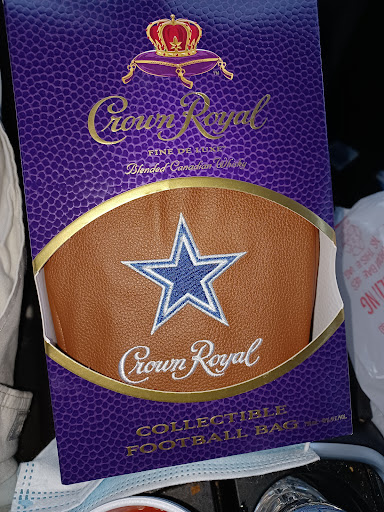 Crown Royal
FINE DE LUXE
Blended Canadian Whisky
Crown Royal
COLLECTIBLE
FOOTBALL BAG